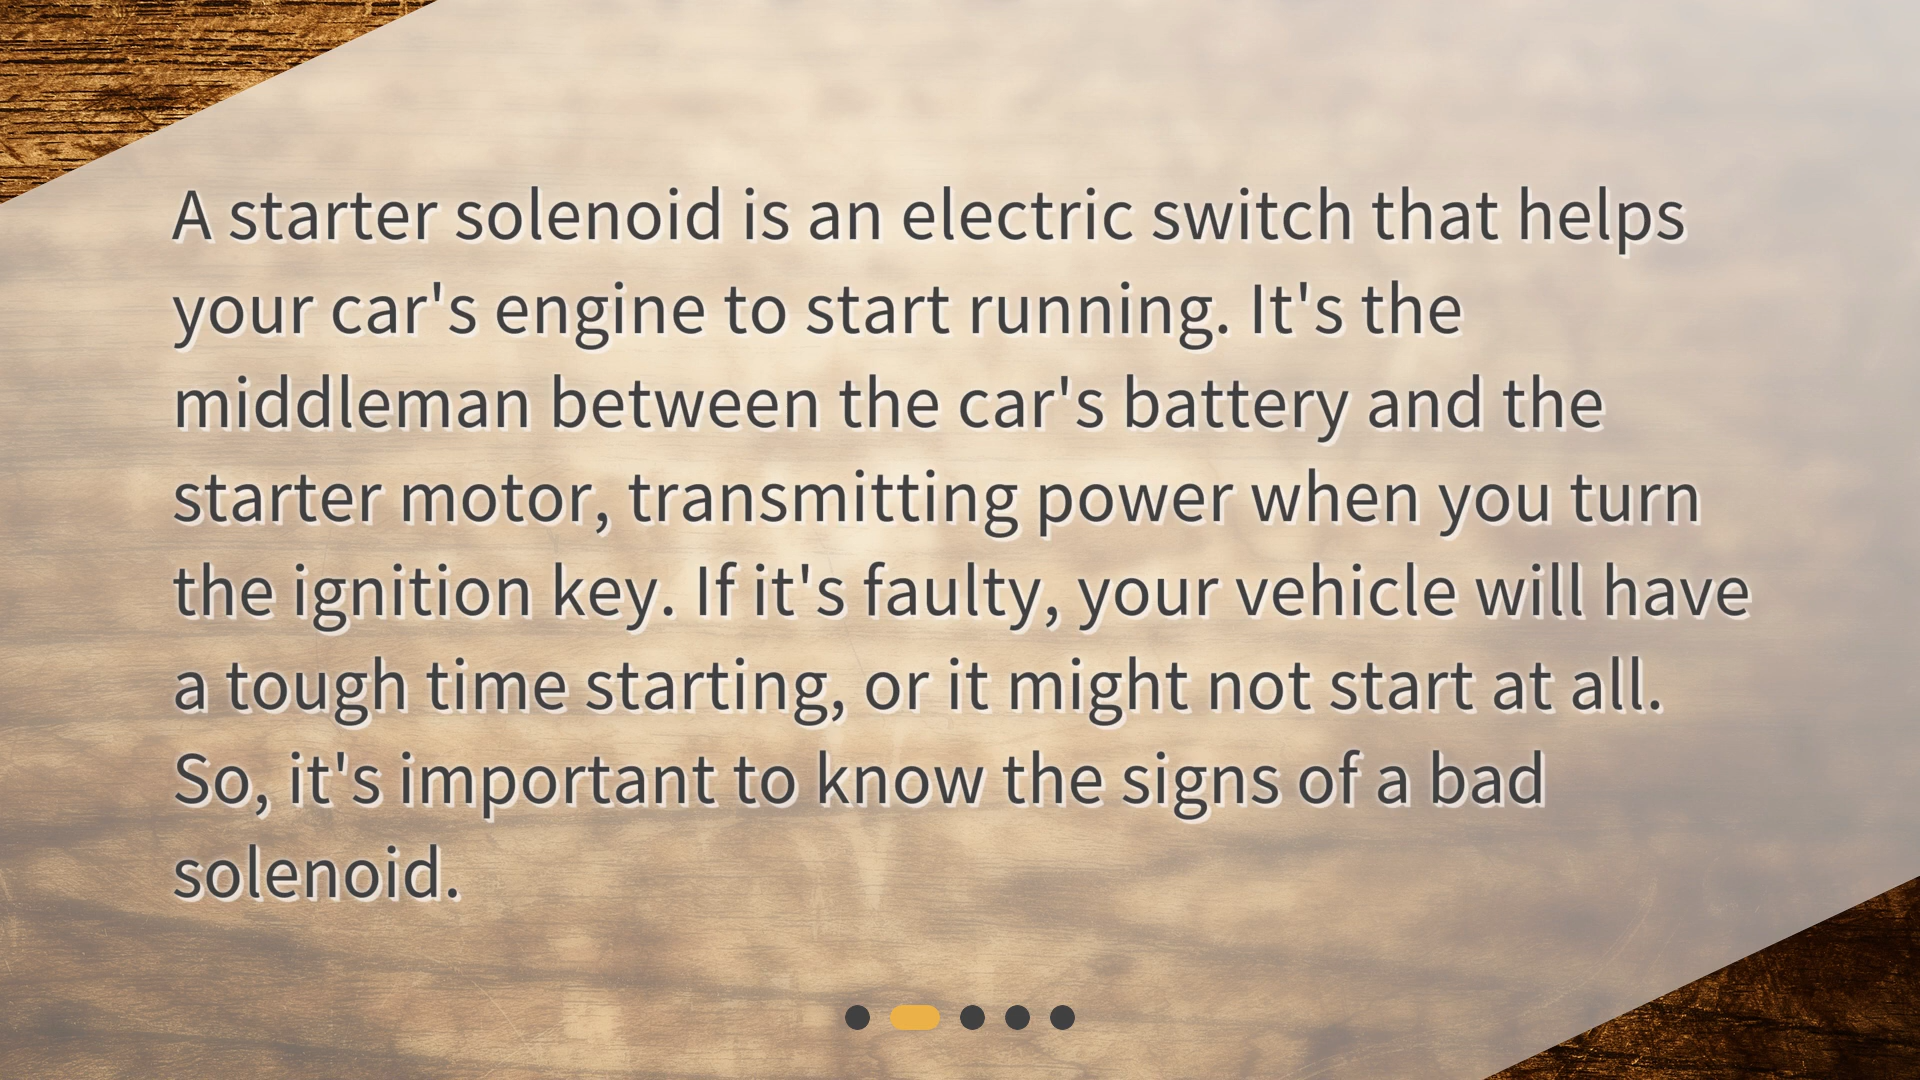 A starter solenoid is an electric switch that helps
your car's engine to start running. It's the
middleman between the car's battery and the
starter motor, transmitting power when you turn
the ignition key. If it's faulty, your vehicle will have
a tough time starting, or it might not start at all.
So, it's important to know the signs of a bad
solenoid.